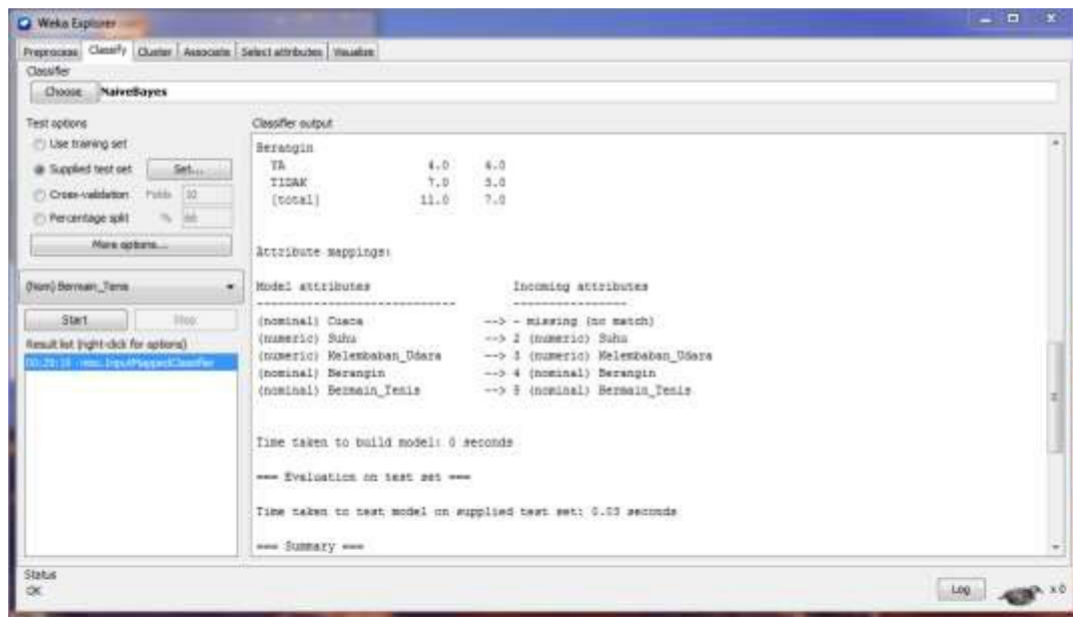 Weka Explorer
Preprocess Classify Cluster Associate Select attributes Visualize
Classifier
Choose NaiveBayes
Test options
Use training set
Supplied test set Set...
Cross-validation Folds 10
Percentage split % 66
More options...
(Nom) Bermain_Tenis
Start Stop
Result list (right-click for options)
00:29:18 - misc.InputMappedClassifier
Classifier output
Berangin
YA 4.0 4.0
TIDAK 7.0 3.0
[total] 11.0 7.0
Attribute mappings:
Model attributes Incoming attributes
----------------------------- ----------------
(nominal) Cuaca --> - missing (no match)
(numeric) Suhu --> 2 (numeric) Suhu
(numeric) Kelembaban_Udara --> 3 (numeric) Kelembaban_Udara
(nominal) Berangin --> 4 (nominal) Berangin
(nominal) Bermain_Tenis --> 5 (nominal) Bermain_Tenis
Time taken to build model: 0 seconds
=== Evaluation on test set ===
Time taken to test model on supplied test set: 0.03 seconds
=== Summary ===
Status
OK
Log x 0